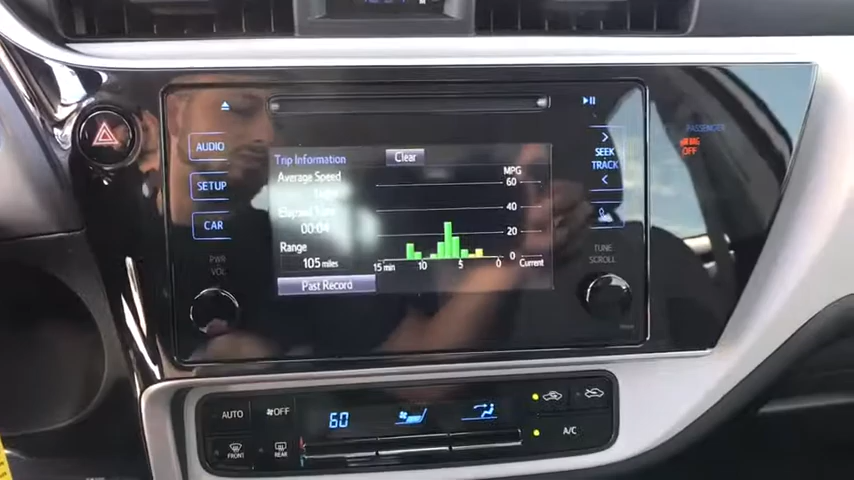 AUDIO
SETUP
CAR
PWR
VOL
Trip Information
Clear
Average Speed
Elapsed Time
00:04
Range
105 miles
Past Record
MPG
60
40
20
0
15 min
10
5
0
Current
SEEK
TRACK
TUNE
SCROLL
PASSENGER
OFF
AUTO
OFF
60
FRONT
REAR
A/C